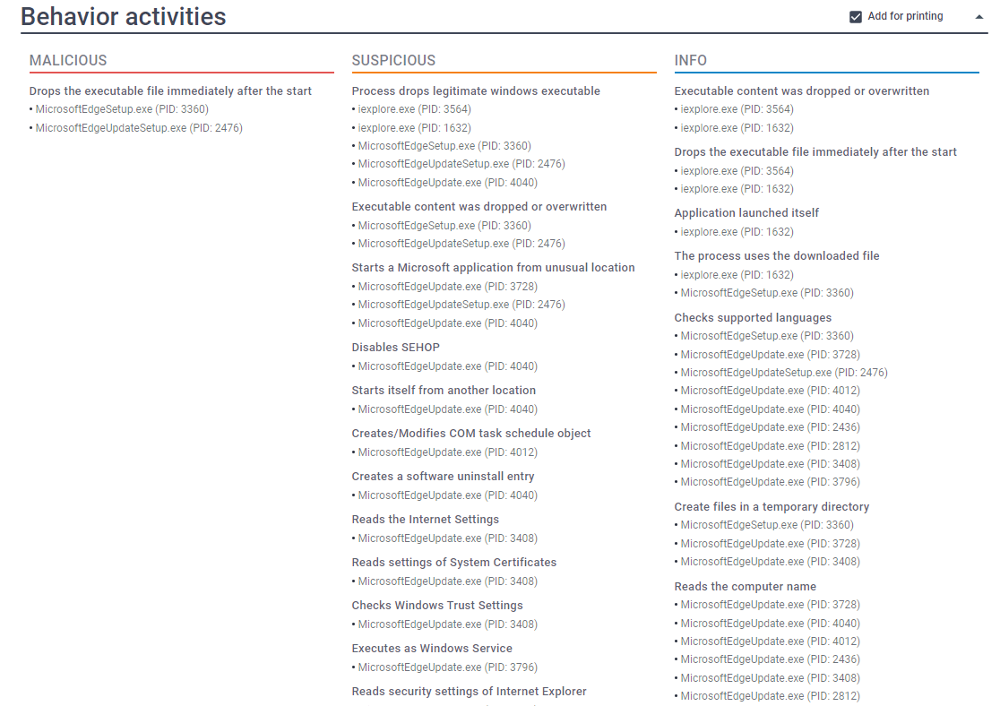 Behavior activities
Add for printing
MALICIOUS
Drops the executable file immediately after the start
• MicrosoftEdgeSetup.exe (PID: 3360)
• MicrosoftEdgeUpdateSetup.exe (PID: 2476)
SUSPICIOUS
Process drops legitimate windows executable
• iexplore.exe (PID: 3564)
• iexplore.exe (PID: 1632)
• MicrosoftEdgeSetup.exe (PID: 3360)
• MicrosoftEdgeUpdateSetup.exe (PID: 2476)
• MicrosoftEdgeUpdate.exe (PID: 4040)
Executable content was dropped or overwritten
• MicrosoftEdgeSetup.exe (PID: 3360)
• MicrosoftEdgeUpdateSetup.exe (PID: 2476)
Starts a Microsoft application from unusual location
• MicrosoftEdgeUpdate.exe (PID: 3728)
• MicrosoftEdgeUpdateSetup.exe (PID: 2476)
• MicrosoftEdgeUpdate.exe (PID: 4040)
Disables SEHOP
• MicrosoftEdgeUpdate.exe (PID: 4040)
Starts itself from another location
• MicrosoftEdgeUpdate.exe (PID: 4040)
Creates/Modifies COM task schedule object
• MicrosoftEdgeUpdate.exe (PID: 4012)
Creates a software uninstall entry
• MicrosoftEdgeUpdate.exe (PID: 4040)
Reads the Internet Settings
• MicrosoftEdgeUpdate.exe (PID: 3408)
Reads settings of System Certificates
• MicrosoftEdgeUpdate.exe (PID: 3408)
Checks Windows Trust Settings
• MicrosoftEdgeUpdate.exe (PID: 3408)
Executes as Windows Service
• MicrosoftEdgeUpdate.exe (PID: 3796)
Reads security settings of Internet Explorer
INFO
Executable content was dropped or overwritten
• iexplore.exe (PID: 3564)
• iexplore.exe (PID: 1632)
Drops the executable file immediately after the start
• iexplore.exe (PID: 3564)
• iexplore.exe (PID: 1632)
Application launched itself
• iexplore.exe (PID: 1632)
The process uses the downloaded file
• iexplore.exe (PID: 1632)
• MicrosoftEdgeSetup.exe (PID: 3360)
Checks supported languages
• MicrosoftEdgeSetup.exe (PID: 3360)
• MicrosoftEdgeUpdate.exe (PID: 3728)
• MicrosoftEdgeUpdateSetup.exe (PID: 2476)
• MicrosoftEdgeUpdate.exe (PID: 4012)
• MicrosoftEdgeUpdate.exe (PID: 4040)
• MicrosoftEdgeUpdate.exe (PID: 2436)
• MicrosoftEdgeUpdate.exe (PID: 2812)
• MicrosoftEdgeUpdate.exe (PID: 3408)
• MicrosoftEdgeUpdate.exe (PID: 3796)
Create files in a temporary directory
• MicrosoftEdgeSetup.exe (PID: 3360)
• MicrosoftEdgeUpdate.exe (PID: 3728)
• MicrosoftEdgeUpdate.exe (PID: 3408)
Reads the computer name
• MicrosoftEdgeUpdate.exe (PID: 3728)
• MicrosoftEdgeUpdate.exe (PID: 4040)
• MicrosoftEdgeUpdate.exe (PID: 4012)
• MicrosoftEdgeUpdate.exe (PID: 2436)
• MicrosoftEdgeUpdate.exe (PID: 3408)
• MicrosoftEdgeUpdate.exe (PID: 2812)